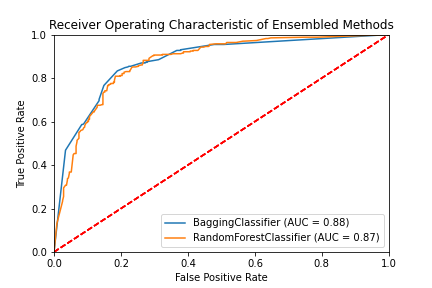 Receiver Operating Characteristic of Ensembled Methods
1.0
0.8
0.6
0.4
0.2
0.0
True Positive Rate
BaggingClassifier (AUC = 0.88)
RandomForestClassifier (AUC = 0.87)
0.0 0.2 0.4 0.6 0.8 1.0
False Positive Rate